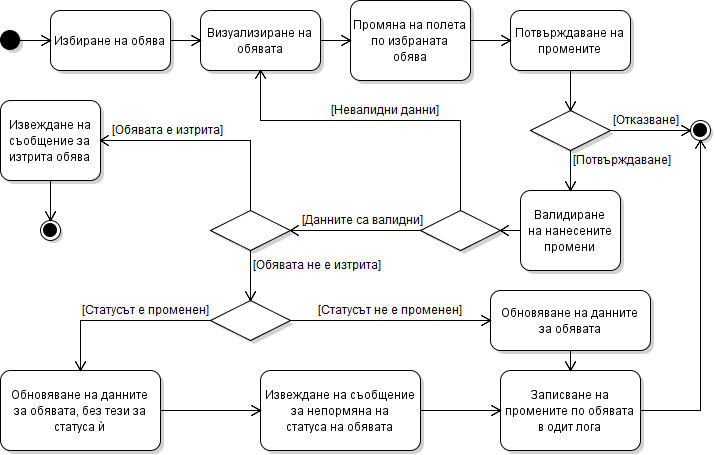 Избиране на обява
Визуализиране на
обявата
Промяна на полета
по избраната
обява
Потвърждаване на
промените
[Отказване]
[Потвърждаване]
[Невалидни данни]
Извеждане на
съобщение за
изтрита обява
[Обявата е изтрита]
[Данните са валидни]
Валидиране
на нанесените
промени
[Обявата не е изтрита]
[Статусът е променен]
[Статусът не е променен]
Обновяване на данните
за обявата
Обновяване на данните
за обявата, без тези за
статуса ѝ
Извеждане на съобщение
за непормяна на
статуса на обявата
Записване на
промените по обявата
в одит лога